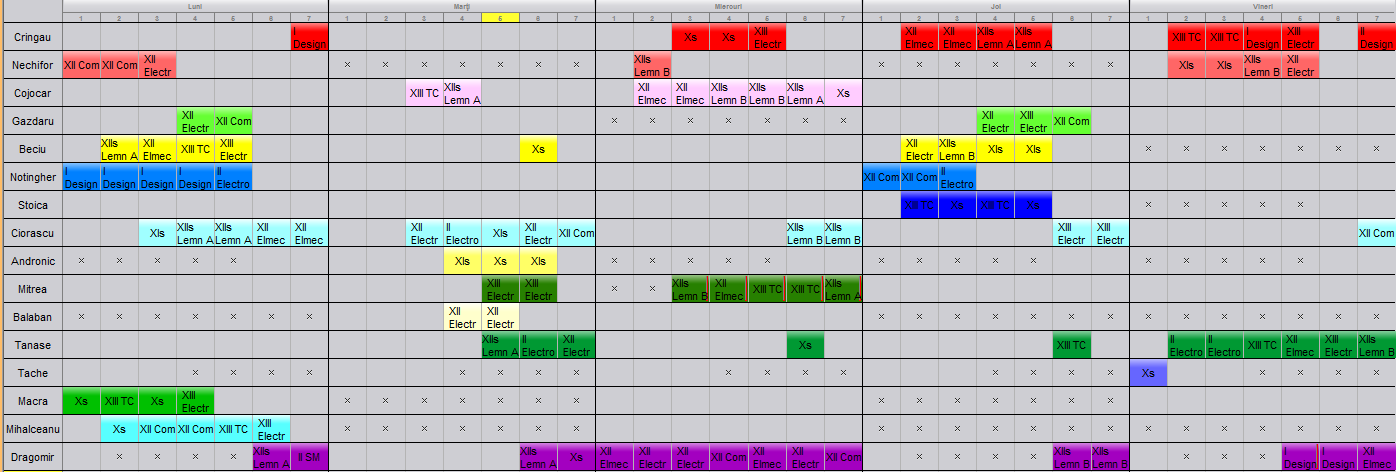 Luni Marți Miercuri Joi Vineri
1 2 3 4 5 6 7 1 2 3 4 5 6 7 1 2 3 4 5 6 7 1 2 3 4 5 6 7 1 2 3 4 5 6 7
Cringau I Design Xs Xs XIII Electr XII Elmec XII Elmec XIIs Lemn A XIIs Lemn A XIII TC XIII TC I Design XIII Electr II Design
Nechifor XII Com XII Com XII Electr × × × × × × × XIIs Lemn B × × × × × × × XIs XIs XIIs Lemn B XII Electr
Cojocar XIII TC XIIs Lemn A XII Elmec XII Elmec XIIs Lemn B XIIs Lemn B XIIs Lemn A Xs
Gazdaru XII Electr XII Com × × × × × × × XII Electr XIII Electr XII Com
Beciu XIIs Lemn A XII Elmec XIII TC XIII Electr Xs XII Electr XIIs Lemn B XIs XIs × × × × × × ×
Notingher I Design I Design I Design I Design II Electro XII Com XII Com II Electro
Stoica XIII TC Xs XIII TC Xs × × × × ×
Ciorascu XIs XIIs Lemn A XIIs Lemn A XII Elmec XII Elmec XII Electr II Electro XIs XII Electr XII Com XIIs Lemn B XIIs Lemn B XIII Electr XIII Electr × × × × × XII Com
Andronic × × × × × × × XIs Xs XIs × × × × × × × × × × × × × × ×
Mitrea XIII Electr XIII Electr × × XIIs Lemn B XII Elmec XIII TC XIII TC XIIs Lemn A
Balaban × × × × × × × XII Electr XII Electr × × × × × × × × × × × × × × × × × × × × ×
Tanase XIIs Lemn A II Electro XII Electr Xs XIII TC II Electro II Electro XIII TC XII Elmec XIII Electr XIIs Lemn B
Tache × × × × × × × × × × × × × × × Xs × × × ×
Macra Xs XIII TC Xs XIII Electr × × × × × × × × × × × × × × × × × × × × × × × × × × × ×
Mihalceanu Xs XII Com XII Com XIII TC XIII Electr × × × × × × × × × × × × × × × × × × × × × × × × × × × ×
Dragomir × × × × XIIs Lemn A II SM XIIs Lemn A Xs XII Elmec XII Electr XIII Electr XII Com XII Elmec XIII Electr XII Com × × × × × XIIs Lemn B XIIs Lemn B × × × × I Design I Design XII Elmec